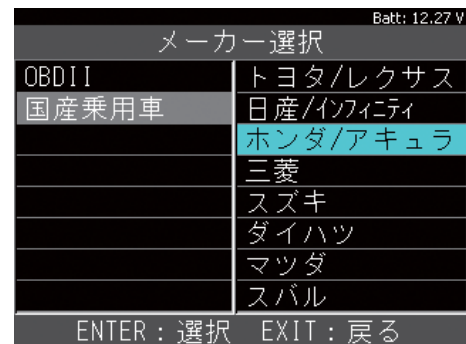 Batt: 12.27 V
メーカー選択
OBDII
国産乗用車
トヨタ/レクサス
日産/インフィニティ
ホンダ/アキュラ
三菱
スズキ
ダイハツ
マツダ
スバル
ENTER：選択 EXIT：戻る